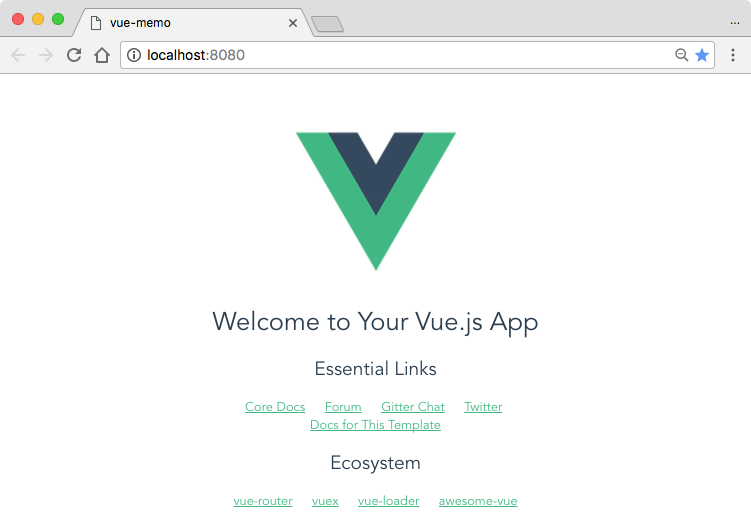 vue-memo
...
localhost:8080
Welcome to Your Vue.js App
Essential Links
Core Docs Forum Gitter Chat Twitter
Docs for This Template
Ecosystem
vue-router vuex vue-loader awesome-vue